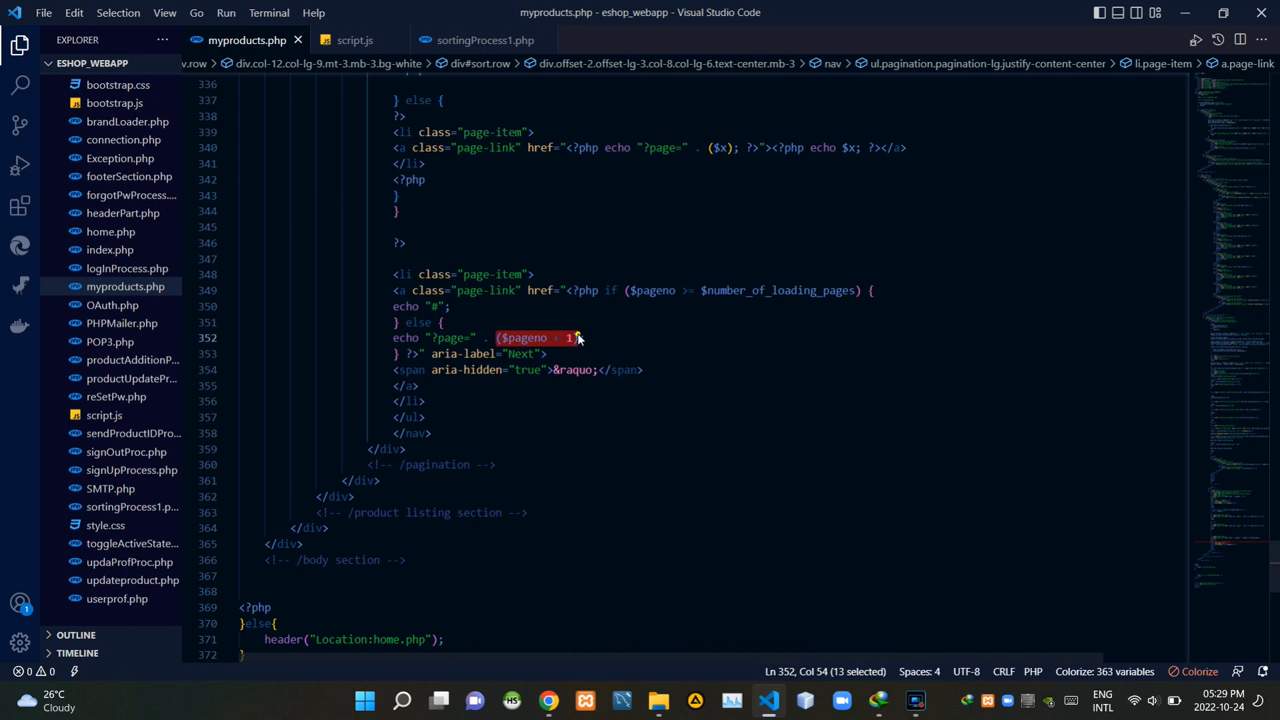 File Edit Selection View Go Run Terminal Help
myproducts.php - eshop_webapp - Visual Studio Code
EXPLORER
myproducts.php
script.js
sortingProcess1.php
ESHOP_WEBAPP
v.row > div.col-12.col-lg-9.mt-3.mb-3.bg-white > div#sort.row > div.offset-2.offset-lg-3.col-8.col-lg-6.text-center.mb-3 > nav > ul.pagination.pagination-lg.justify-content-center > li.page-item > a.page-link
bootstrap.css
bootstrap.js
brandLoader.php
connection.php
Exception.php
filterSection.php
forgotPwProcess....
headerPart.php
home.php
index.php
logInProcess.php
myproducts.php
OAuth.php
PHPMailer.php
productAdditionP...
productUpdatePr...
script.js
sendProductIDPro...
signOutProc.php
signUpProcess.php
SMTP.php
sortingProcess1.p...
style.css
toggleActiveState...
updateproduct.php
userprof.php
OUTLINE
TIMELINE
336
337 } else {
338 ?>
339 <li class="page-item">
340 <a class="page-link" href="<?php echo "?page=" . ($x); ?>"><?php echo $x; ?></a>
341 </li>
342 <?php
343 }
344 }
345
346 ?>
347
348 <li class="page-item">
349 <a class="page-link" href="<?php if ($pageno >= $number_of_loaded_pages) {
350 echo "#";
351 } else {
352 echo "?page=" . ($pageno + 1);
353 } ?>" aria-label="Next">
354 <span aria-hidden="true">&raquo;</span>
355 </a>
356 </li>
357 </ul>
358 </nav>
359 </div>
360 <!-- /pagination -->
361 </div>
362 </div>
363 <!-- /product listing section -->
364 </div>
365 </div>
366 <!-- /body section -->
367
368
369 <?php
370 }else{
371 header("Location:home.php");
372 }
1
0 0
Ln 352, Col 54 (13 selected) Spaces: 4 UTF-8 CRLF PHP Colorize: 363 variables Colorize
26°C
Cloudy
ENG
INTL
05:29 PM
2022-10-24